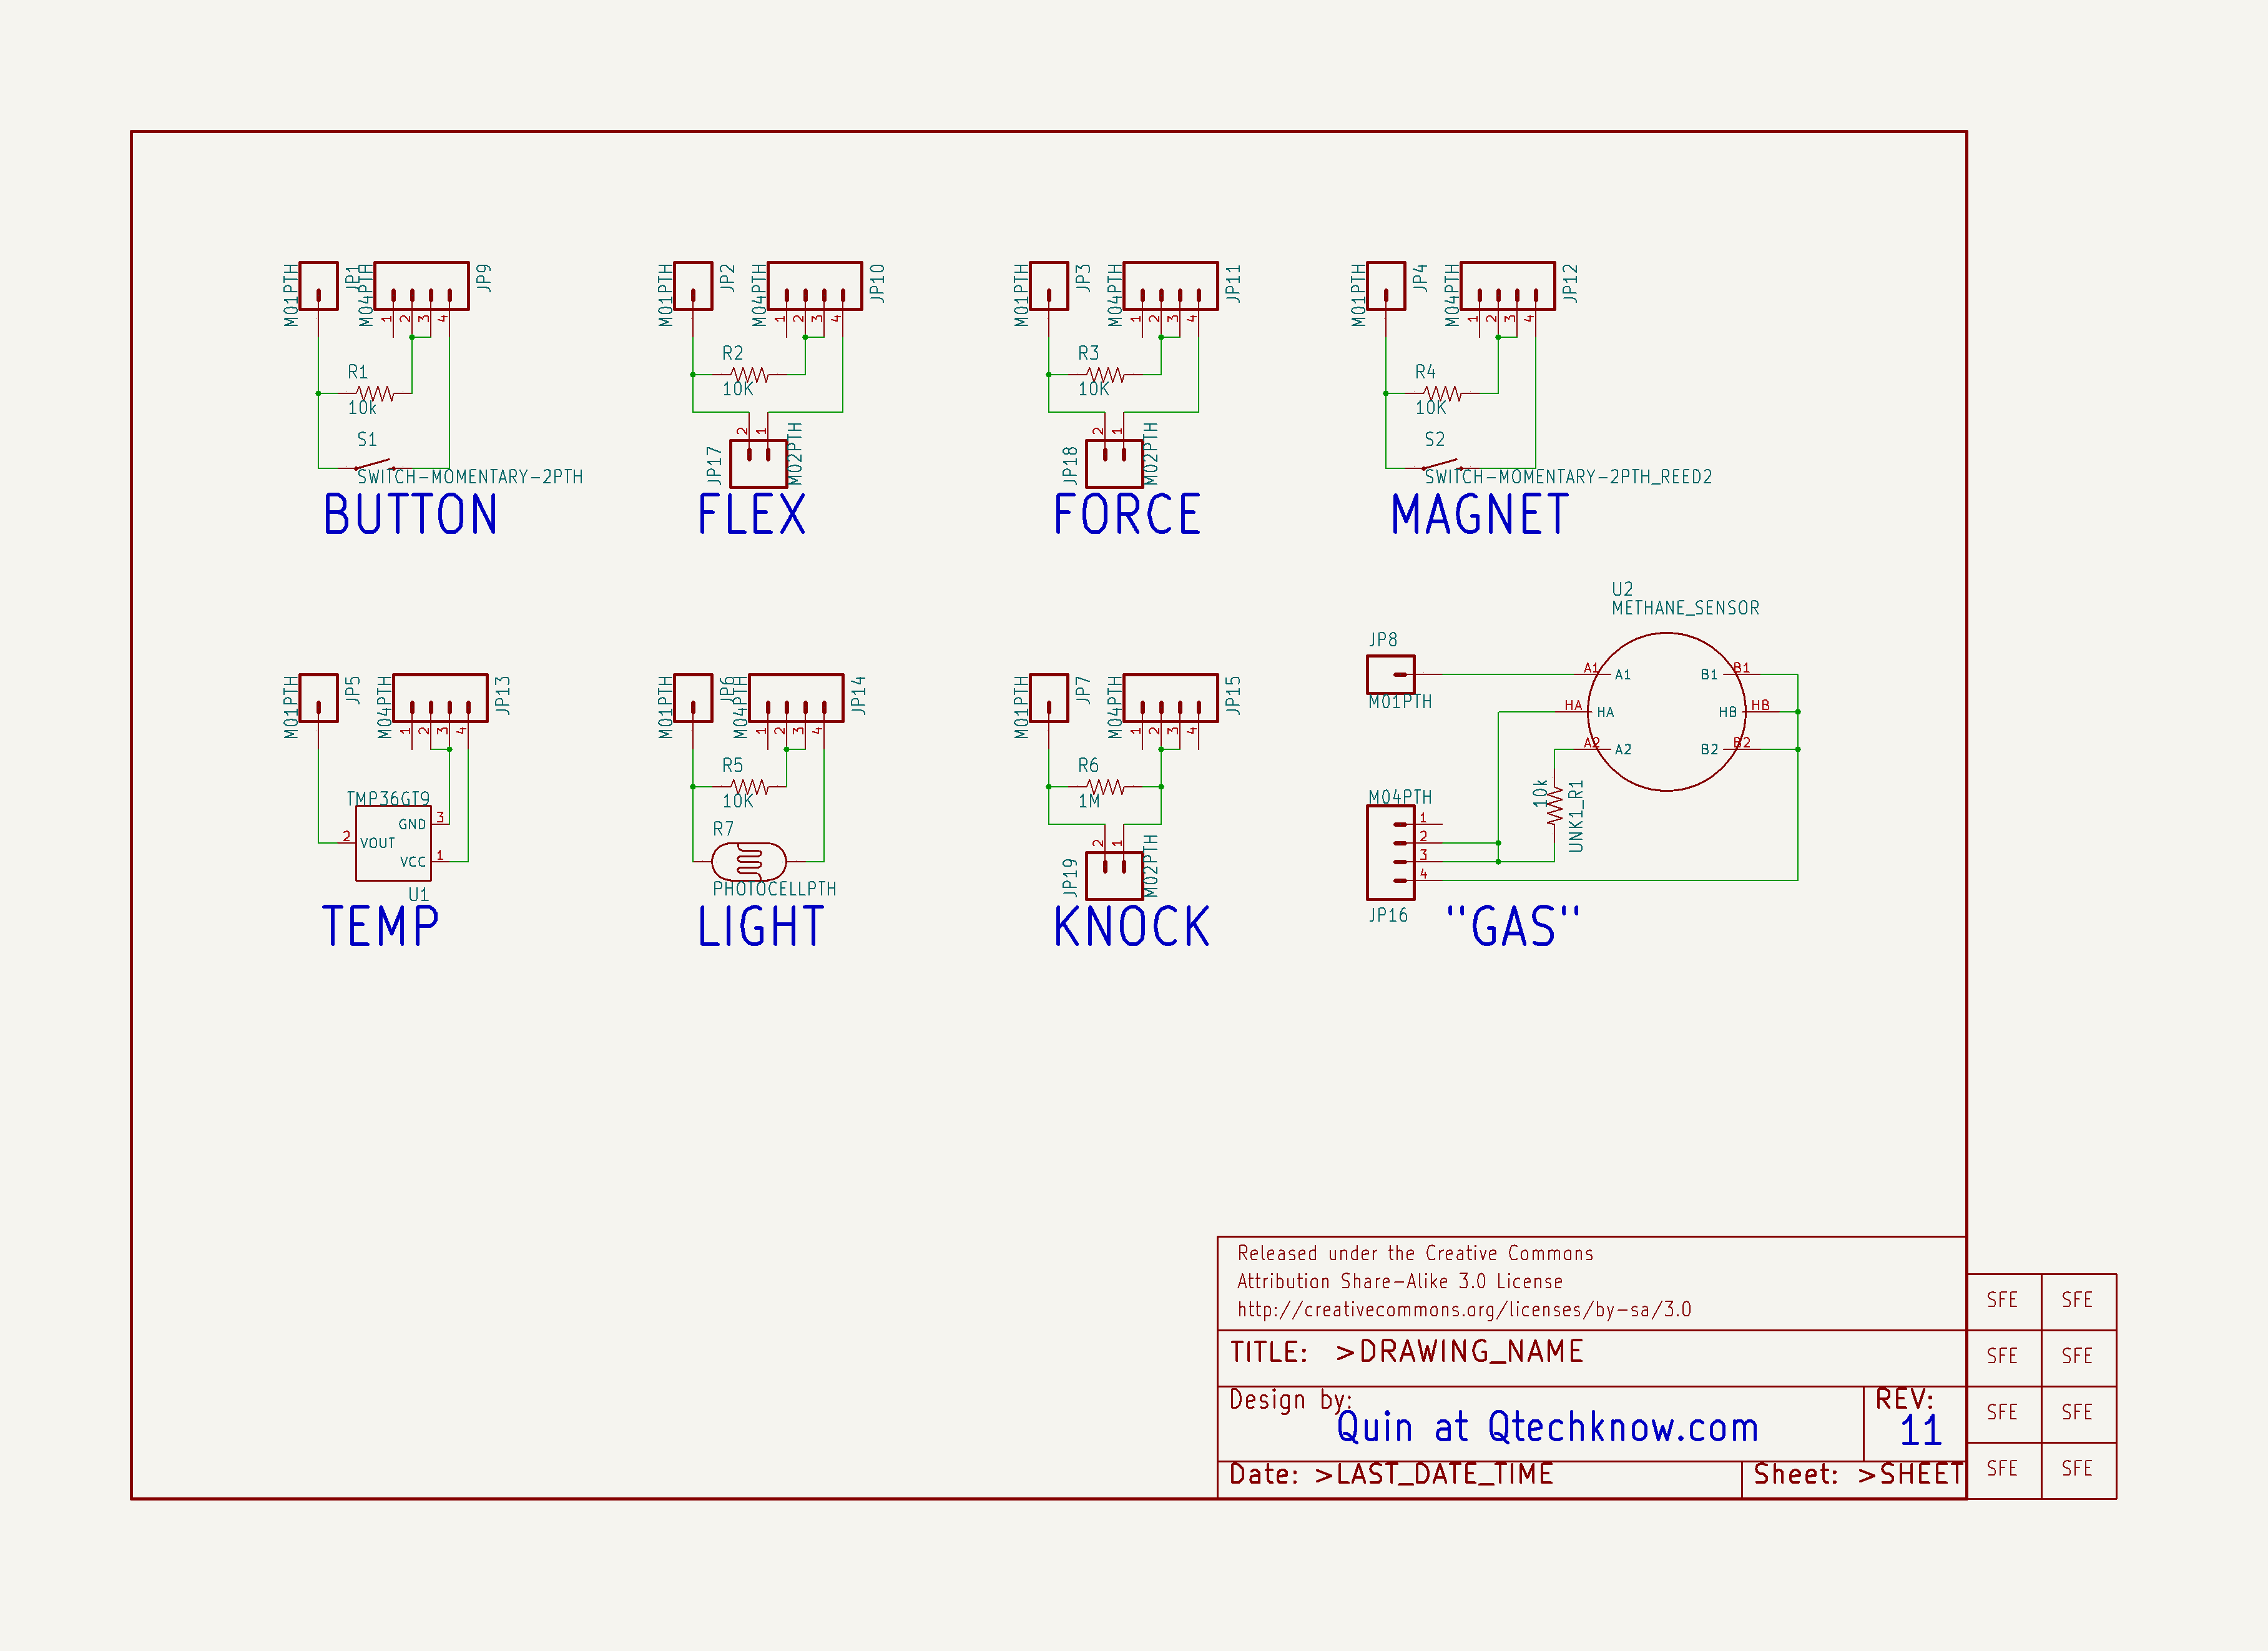 M01PTH
JP1
M04PTH
JP9
1
2
3
4
R1
10k
S1
SWITCH-MOMENTARY-2PTH
BUTTON
M01PTH
JP2
M04PTH
JP10
1
2
3
4
R2
10K
2
1
JP17
M02PTH
FLEX
M01PTH
JP3
M04PTH
JP11
1
2
3
4
R3
10K
2
1
JP18
M02PTH
FORCE
M01PTH
JP4
M04PTH
JP12
1
2
3
4
R4
10K
S2
SWITCH-MOMENTARY-2PTH_REED2
MAGNET
M01PTH
JP5
M04PTH
JP13
1
2
3
4
TMP36GT9
GND
3
2
VOUT
VCC
1
U1
TEMP
M01PTH
JP6
M04PTH
JP14
1
2
3
4
R5
10K
R7
PHOTOCELLPTH
LIGHT
M01PTH
JP7
M04PTH
JP15
1
2
3
4
R6
1M
2
1
JP19
M02PTH
KNOCK
U2
METHANE_SENSOR
JP8
M01PTH
A1
A1
B1
B1
HA
HA
HB
HB
A2
A2
B2
B2
10k
UNK1_R1
M04PTH
1
2
3
4
JP16
"GAS"
Released under the Creative Commons
Attribution Share-Alike 3.0 License
http://creativecommons.org/licenses/by-sa/3.0
TITLE: >DRAWING_NAME
Design by:
Quin at Qtechknow.com
REV:
11
Date: >LAST_DATE_TIME
Sheet: >SHEET
SFE SFE
SFE SFE
SFE SFE
SFE SFE